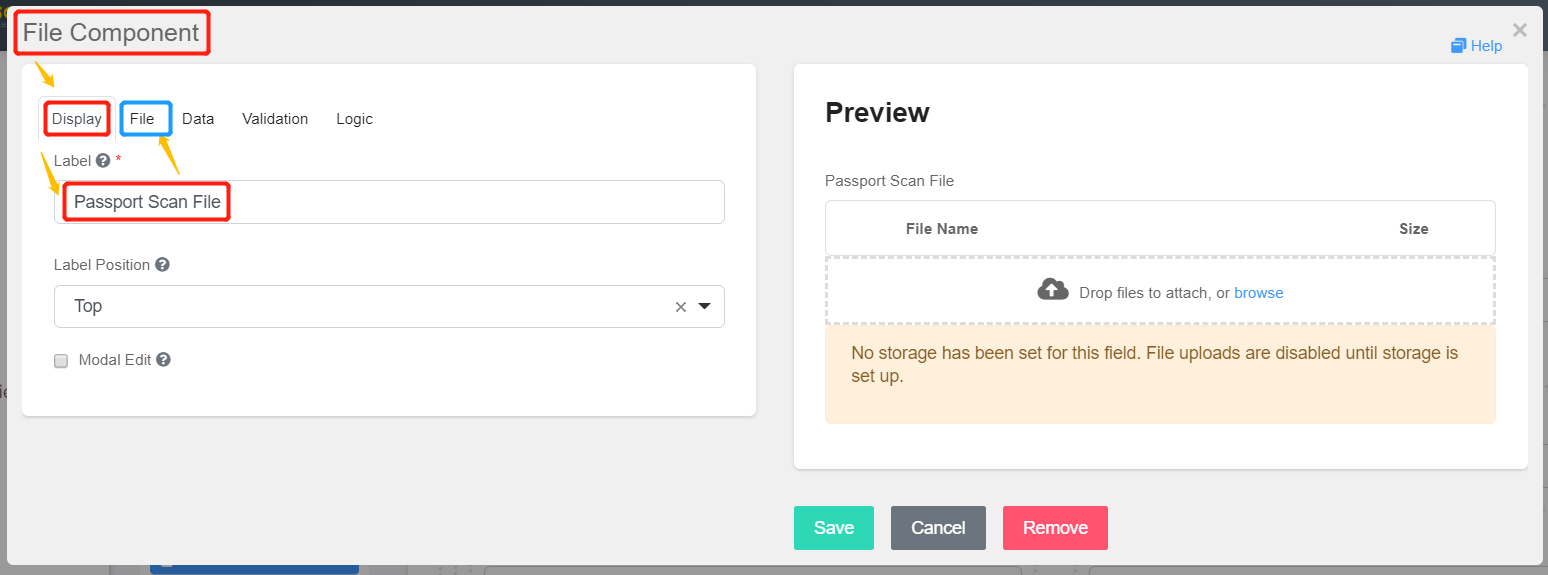 File Component
Help
Display File Data Validation Logic
Label *
Passport Scan File
Label Position
Top
Modal Edit
Preview
Passport Scan File
File Name Size
Drop files to attach, or browse
No storage has been set for this field. File uploads are disabled until storage is
set up.
Save Cancel Remove